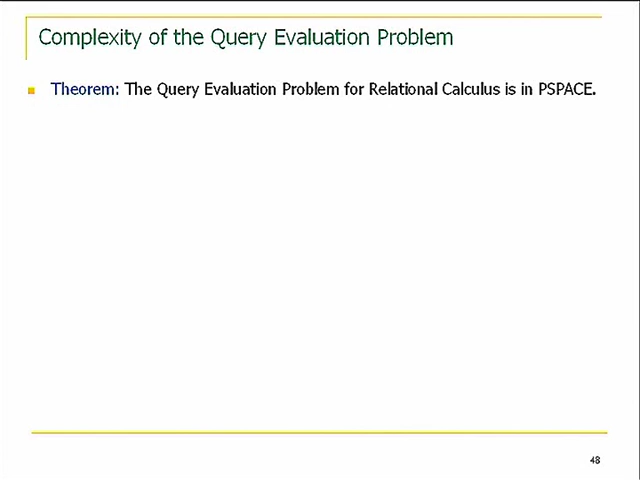 Complexity of the Query Evaluation Problem
Theorem: The Query Evaluation Problem for Relational Calculus is in PSPACE.
48